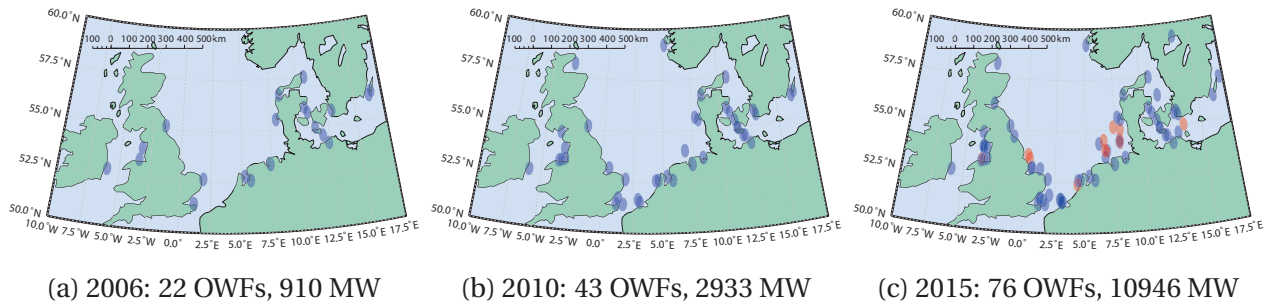 60.0°N
57.5°N
55.0°N
52.5°N
50.0°N
100 0 100 200 300 400 500km
10.0°W 7.5°W 5.0°W 2.5°W 0.0° 2.5°E 5.0°E 7.5°E 10.0°E 12.5°E 15.0°E 17.5°E
(a) 2006: 22 OWFs, 910 MW
60.0°N
57.5°N
55.0°N
52.5°N
50.0°N
100 0 100 200 300 400 500km
10.0°W 7.5°W 5.0°W 2.5°W 0.0° 2.5°E 5.0°E 7.5°E 10.0°E 12.5°E 15.0°E 17.5°E
(b) 2010: 43 OWFs, 2933 MW
60.0°N
57.5°N
55.0°N
52.5°N
50.0°N
100 0 100 200 300 400 500km
10.0°W 7.5°W 5.0°W 2.5°W 0.0° 2.5°E 5.0°E 7.5°E 10.0°E 12.5°E 15.0°E 17.5°E
(c) 2015: 76 OWFs, 10946 MW